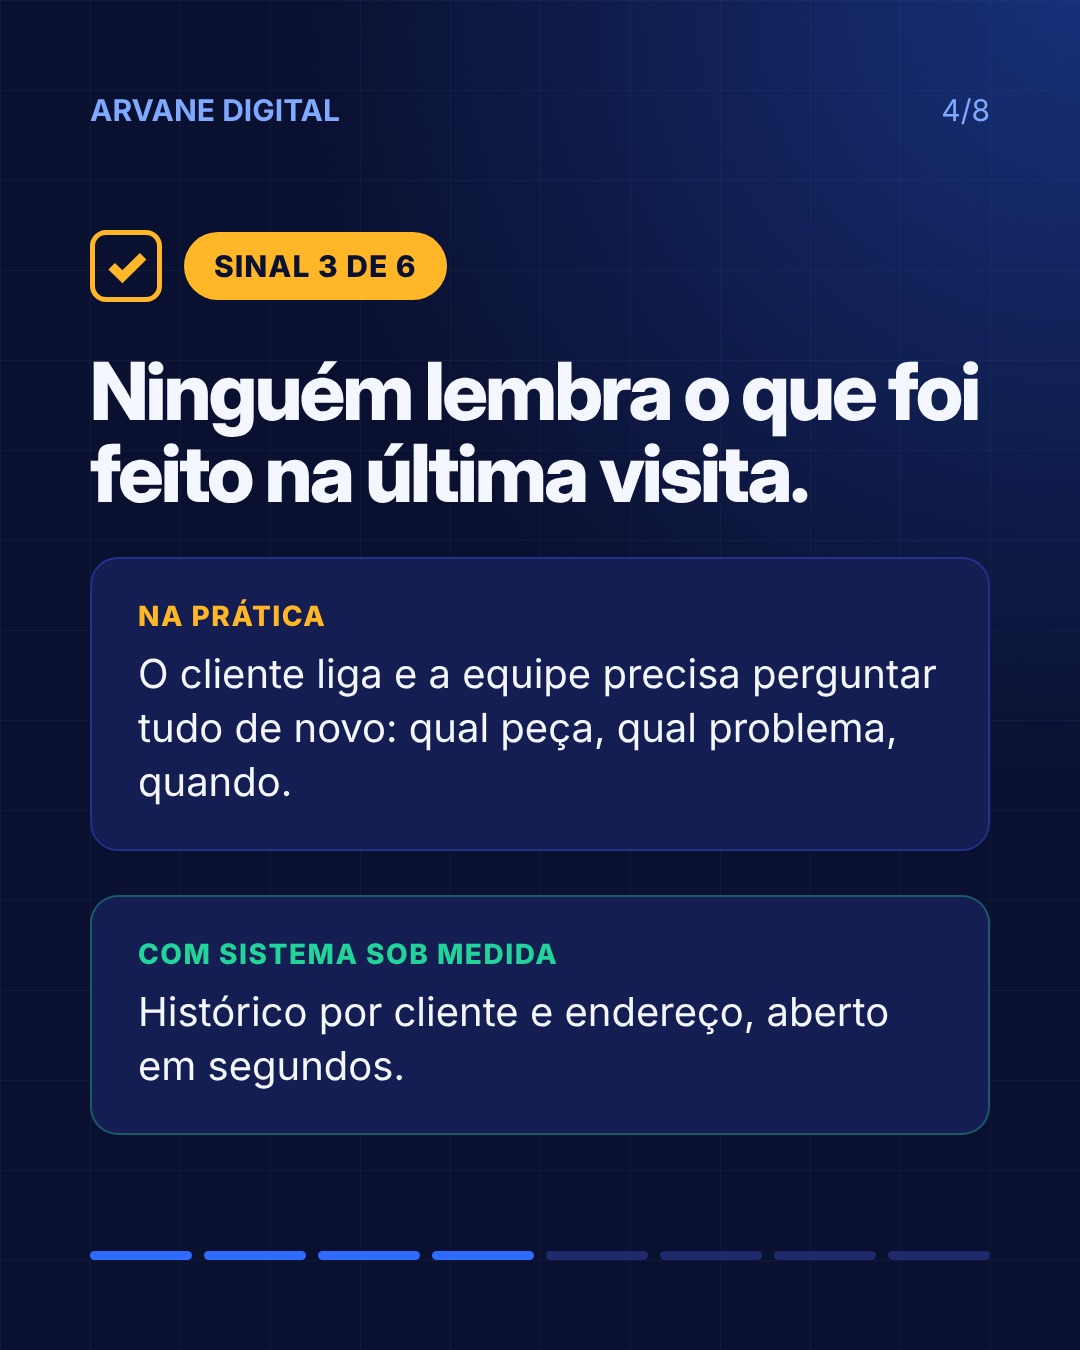 ARVANE DIGITAL
4/8
SINAL 3 DE 6
Ninguém lembra o que foi
feito na última visita.
NA PRÁTICA
O cliente liga e a equipe precisa perguntar
tudo de novo: qual peça, qual problema,
quando.
COM SISTEMA SOB MEDIDA
Histórico por cliente e endereço, aberto
em segundos.